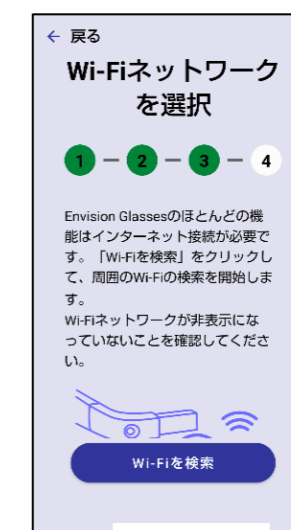 ← 戻る
Wi-Fiネットワーク
を選択
1 – 2 – 3 – 4
Envision Glassesのほとんどの機
能はインターネット接続が必要で
す。「Wi-Fiを検索」をクリックし
て、周囲のWi-Fiの検索を開始しま
す。
Wi-Fiネットワークが非表示にな
っていないことを確認してくださ
い。
Wi-Fiを検索